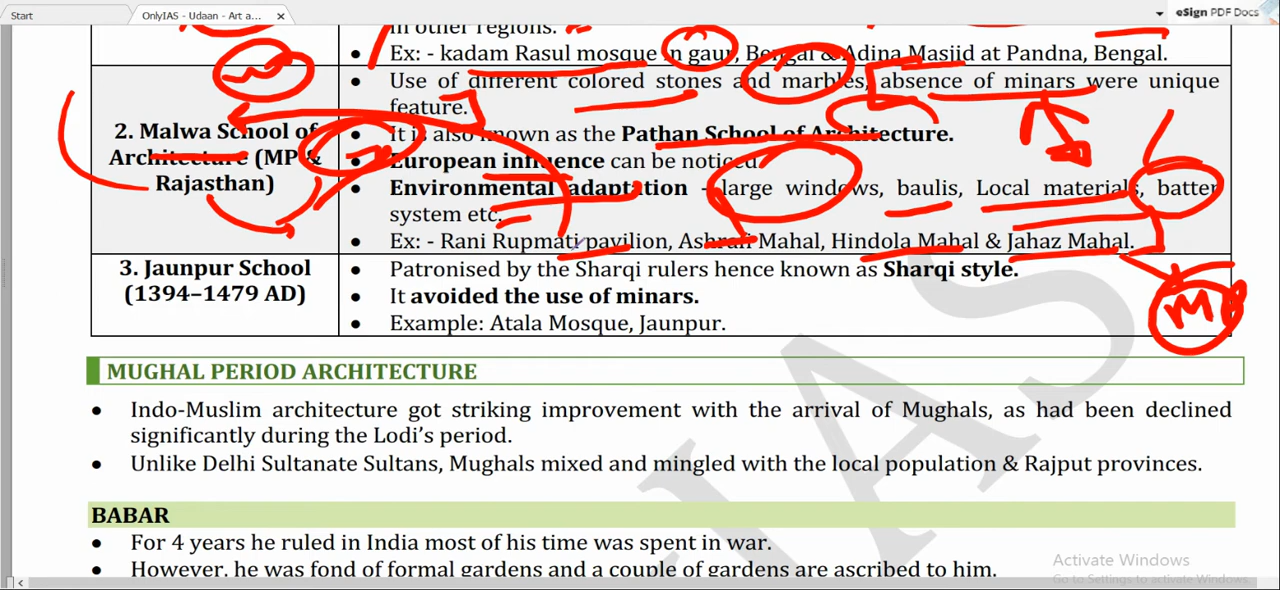 Start
OnlyIAS - Udaan - Art a...
eSign PDF Docs
in other regions.
Ex: - kadam Rasul mosque in gaur, Bengal & Adina Masjid at Pandna, Bengal.
Use of different colored stones and marbles, absence of minars were unique
feature.
2. Malwa School of
Architecture (MP &
Rajasthan)
It is also known as the Pathan School of Architecture.
European influence can be noticed
Environmental adaptation - large windows, baulis, Local materials, batter
system etc.
Ex: - Rani Rupmati pavilion, Ashrafi Mahal, Hindola Mahal & Jahaz Mahal.
3. Jaunpur School
(1394–1479 AD)
Patronised by the Sharqi rulers hence known as Sharqi style.
It avoided the use of minars.
Example: Atala Mosque, Jaunpur.
MUGHAL PERIOD ARCHITECTURE
Indo-Muslim architecture got striking improvement with the arrival of Mughals, as had been declined
significantly during the Lodi's period.
Unlike Delhi Sultanate Sultans, Mughals mixed and mingled with the local population & Rajput provinces.
BABAR
For 4 years he ruled in India most of his time was spent in war.
However, he was fond of formal gardens and a couple of gardens are ascribed to him.
Activate Windows
Go to Settings to activate Windows.